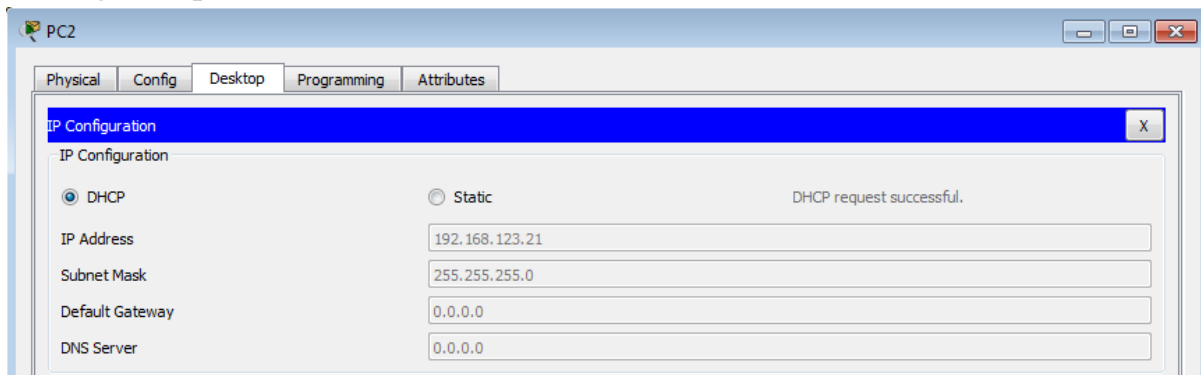 PC2
Physical Config Desktop Programming Attributes
IP Configuration X
IP Configuration
DHCP Static DHCP request successful.
IP Address 192.168.123.21
Subnet Mask 255.255.255.0
Default Gateway 0.0.0.0
DNS Server 0.0.0.0